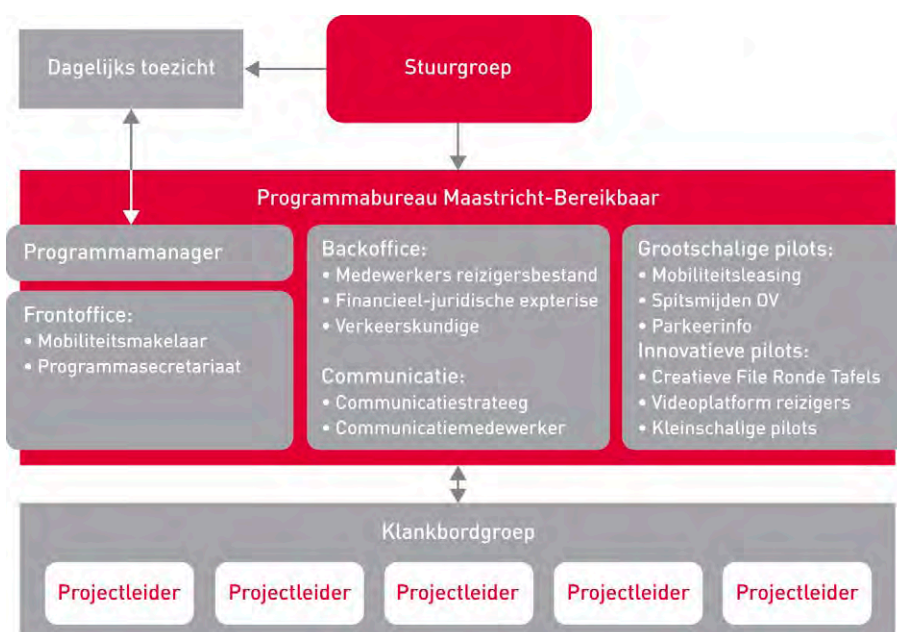 Dagelijks toezicht
Stuurgroep
Programmabureau Maastricht-Bereikbaar
Programmamanager
Frontoffice:
• Mobiliteitsmakelaar
• Programmasecretariaat
Backoffice:
• Medewerkers reizigersbestand
• Financieel-juridische expterise
• Verkeerskundige
Communicatie:
• Communicatiestrateeg
• Communicatiemedewerker
Grootschalige pilots:
• Mobiliteitsleasing
• Spitsmijden OV
• Parkeerinfo
Innovatieve pilots:
• Creatieve File Ronde Tafels
• Videoplatform reizigers
• Kleinschalige pilots
Klankbordgroep
Projectleider
Projectleider
Projectleider
Projectleider
Projectleider